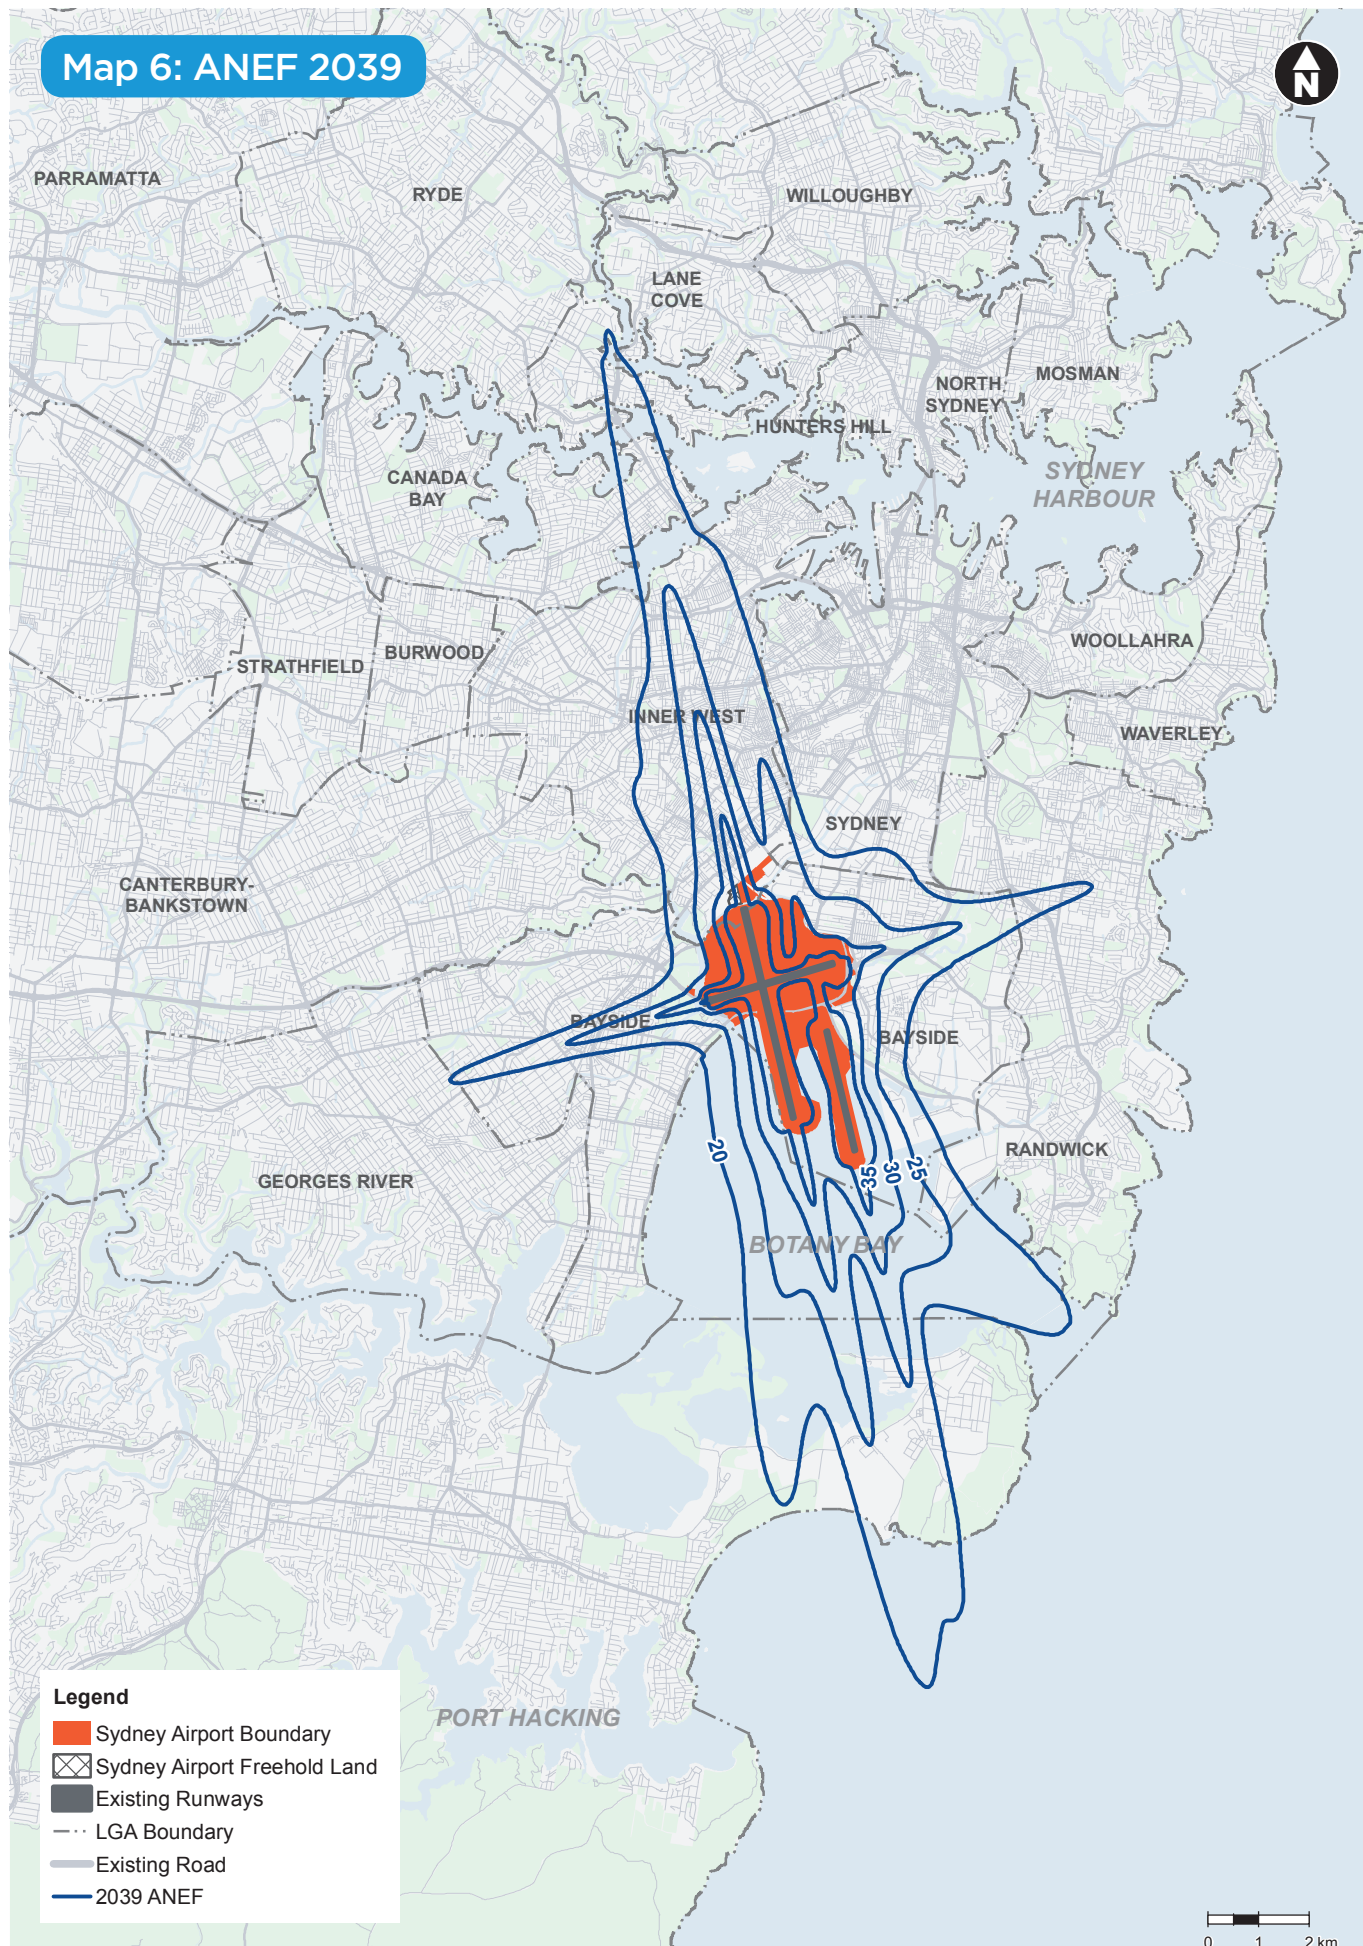 Map 6: ANEF 2039
N
PARRAMATTA
RYDE
WILLOUGHBY
LANE
COVE
MOSMAN
NORTH
SYDNEY
HUNTERS HILL
SYDNEY
HARBOUR
CANADA
BAY
WOOLLAHRA
BURWOOD
STRATHFIELD
INNER WEST
WAVERLEY
SYDNEY
CANTERBURY-
BANKSTOWN
BAYSIDE
BAYSIDE
RANDWICK
20
35
30
25
GEORGES RIVER
BOTANY BAY
PORT HACKING
Legend
Sydney Airport Boundary
Sydney Airport Freehold Land
Existing Runways
LGA Boundary
Existing Road
2039 ANEF
0 1 2 km